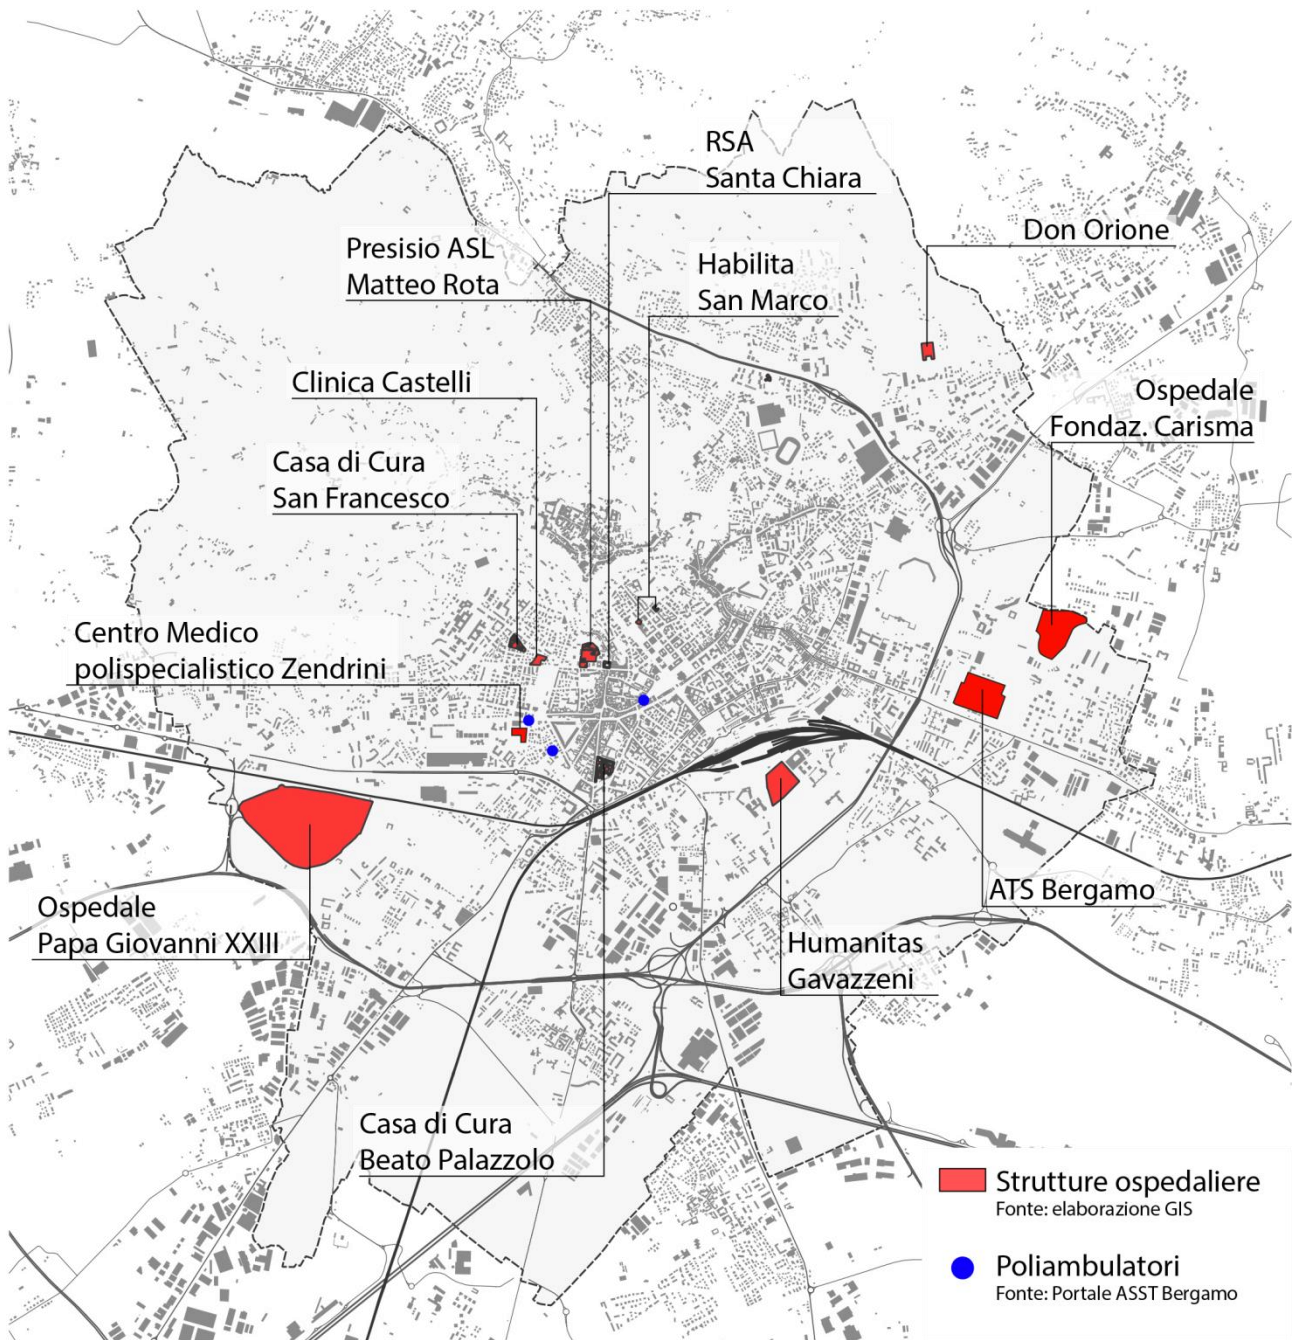 RSA
Santa Chiara
Don Orione
Presisio ASL
Matteo Rota
Habilita
San Marco
Clinica Castelli
Ospedale
Fondaz. Carisma
Casa di Cura
San Francesco
Centro Medico
polispecialistico Zendrini
ATS Bergamo
Ospedale
Papa Giovanni XXIII
Humanitas
Gavazzeni
Casa di Cura
Beato Palazzolo
Strutture ospedaliere
Fonte: elaborazione GIS
Poliambulatori
Fonte: Portale ASST Bergamo